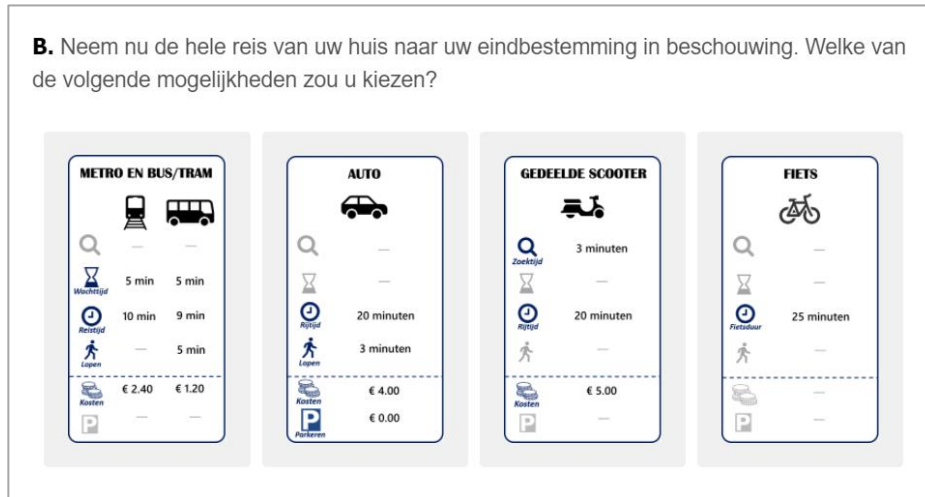 B. Neem nu de hele reis van uw huis naar uw eindbestemming in beschouwing. Welke van
de volgende mogelijkheden zou u kiezen?
METRO EN BUS/TRAM
— —
Wachttijd 5 min 5 min
Reistijd 10 min 9 min
Lopen — 5 min
Kosten € 2.40 € 1.20
P — —
AUTO
—
—
Rijtijd 20 minuten
Lopen 3 minuten
Kosten € 4.00
P Parkeren € 0.00
GEDEELDE SCOOTER
Zoektijd 3 minuten
—
Rijtijd 20 minuten
—
Kosten € 5.00
P —
FIETS
—
—
Fietsduur 25 minuten
—
—
P —